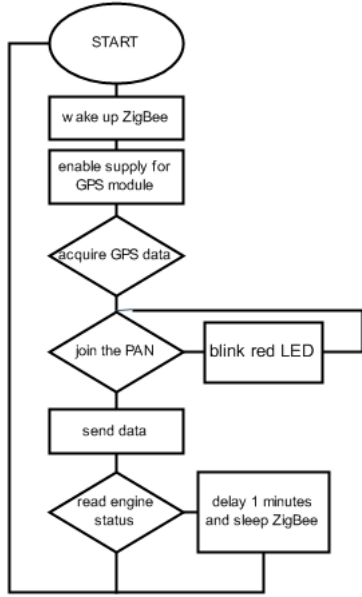 START
wake up ZigBee
enable supply for
GPS module
acquire GPS data
join the PAN
blink red LED
send data
read engine
status
delay 1 minutes
and sleep ZigBee